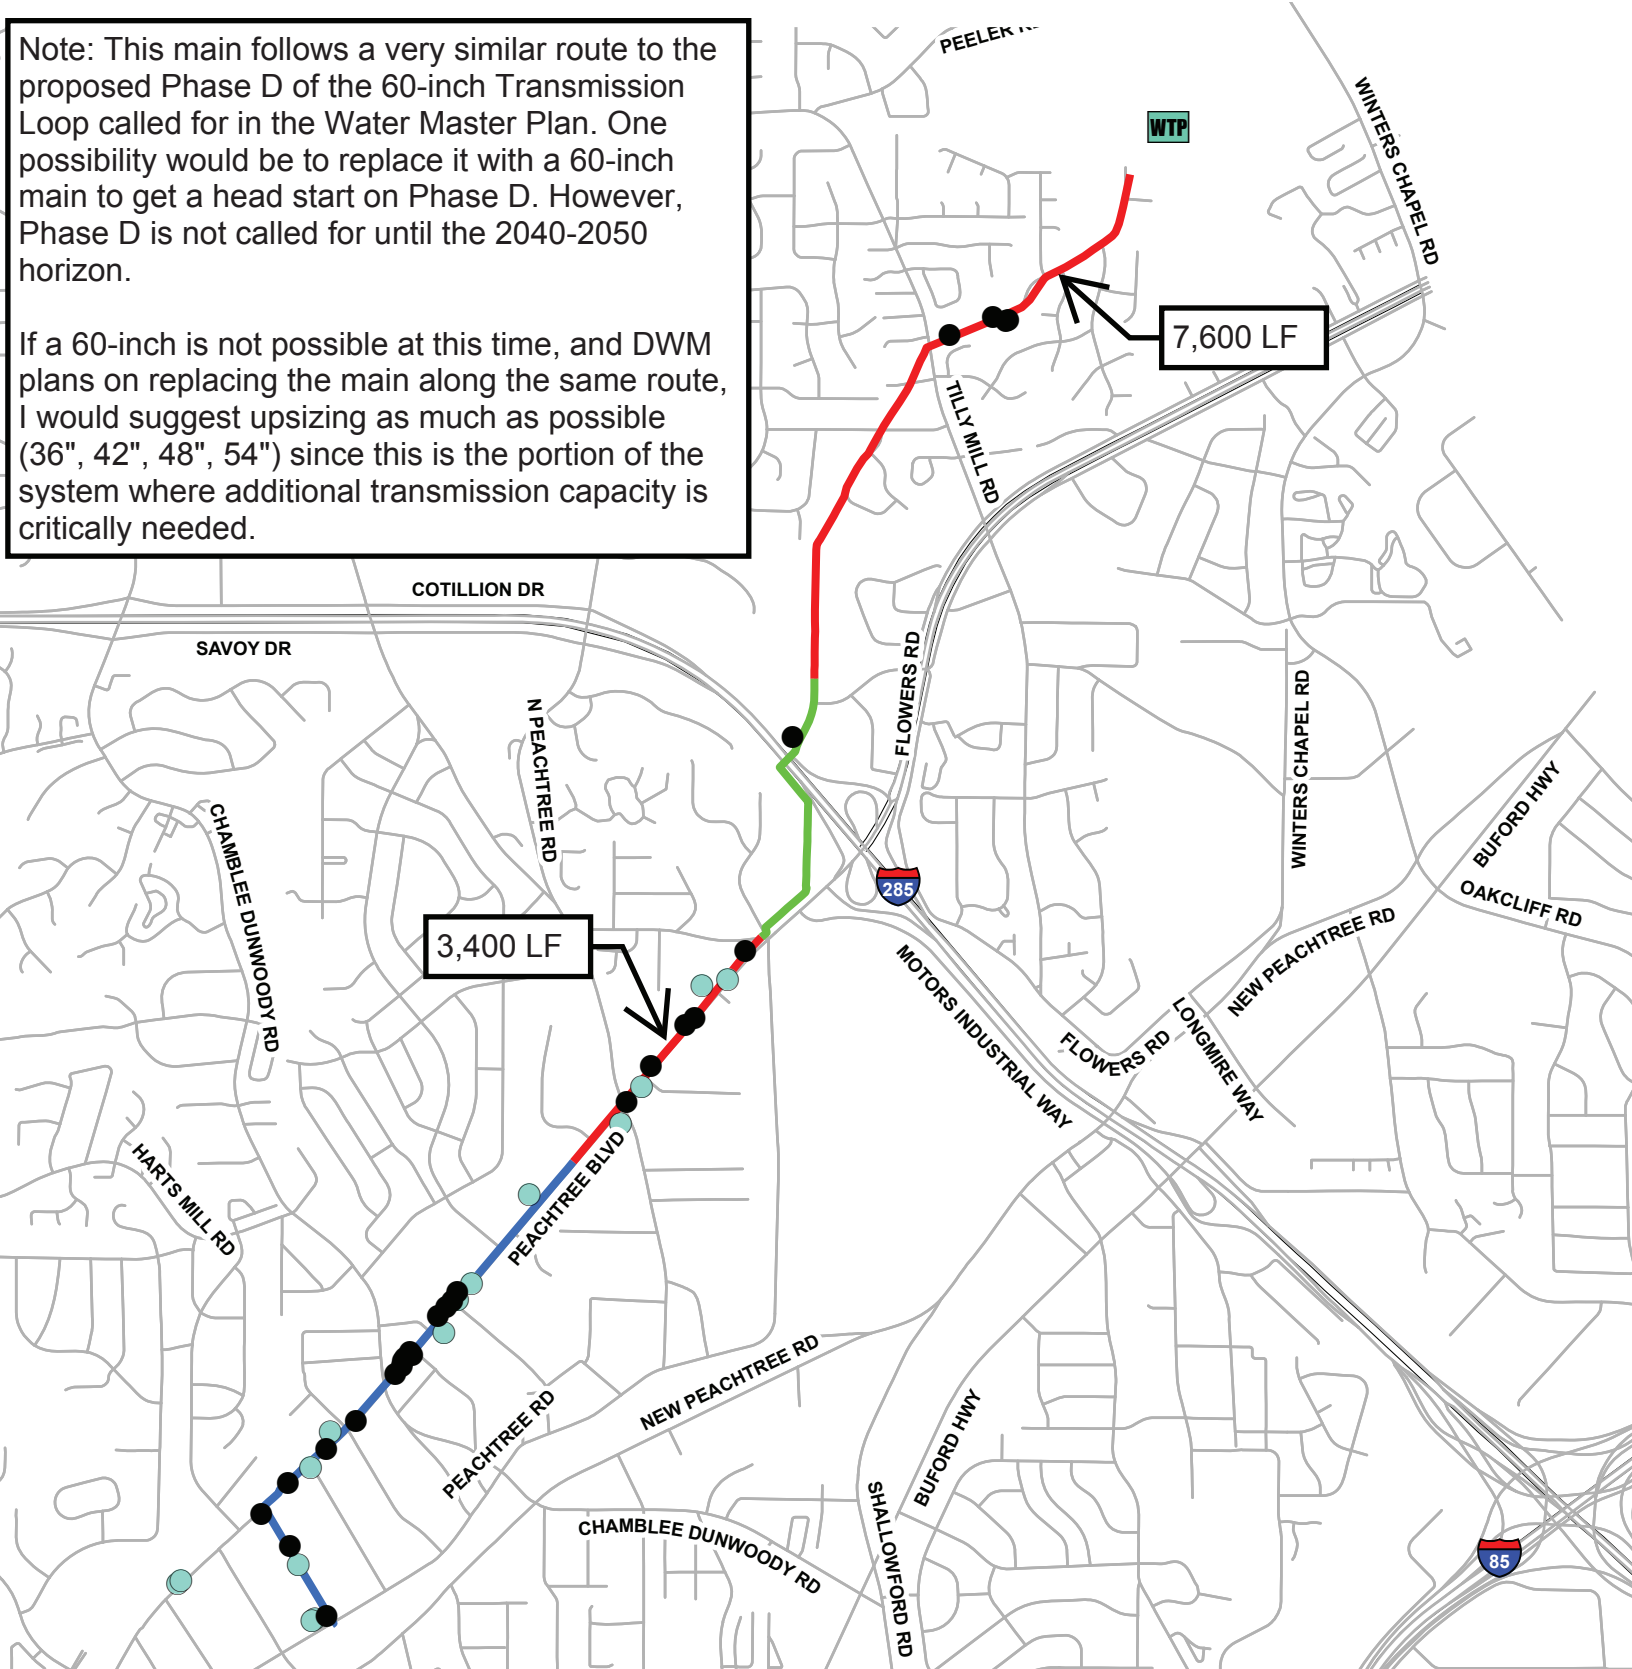 Note: This main follows a very similar route to the
proposed Phase D of the 60-inch Transmission
Loop called for in the Water Master Plan. One
possibility would be to replace it with a 60-inch
main to get a head start on Phase D. However,
Phase D is not called for until the 2040-2050
horizon.
If a 60-inch is not possible at this time, and DWM
plans on replacing the main along the same route,
I would suggest upsizing as much as possible
(36", 42", 48", 54") since this is the portion of the
system where additional transmission capacity is
critically needed.
PEELER
WTP
WINTERS CHAPEL RD
7,600 LF
TILLY MILL RD
COTILLION DR
SAVOY DR
FLOWERS RD
N PEACHTREE RD
WINTERS CHAPEL RD
BUFORD HWY
CHAMBLEE DUNWOODY RD
285
OAKCLIFF RD
3,400 LF
NEW PEACHTREE RD
MOTORS INDUSTRIAL WAY
FLOWERS RD
LONGMIRE WAY
HARTS MILL RD
PEACHTREE BLVD
NEW PEACHTREE RD
PEACHTREE RD
BUFORD HWY
SHALLOWFORD RD
CHAMBLEE DUNWOODY RD
85